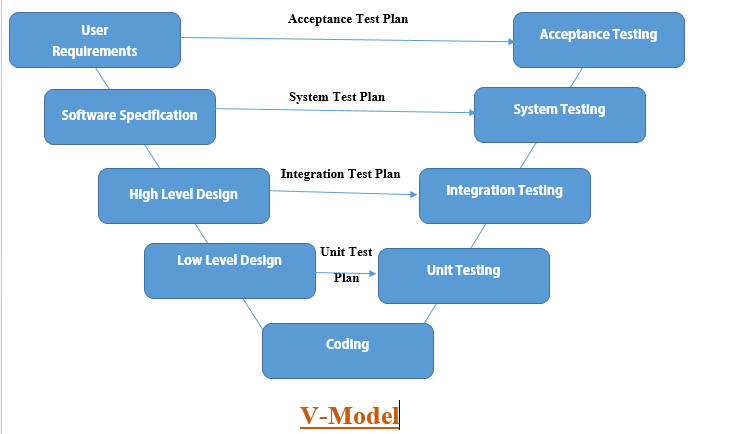 Acceptance Test Plan
User
Requirements
Acceptance Testing
System Test Plan
Software Specification
System Testing
Integration Test Plan
High Level Design
Integration Testing
Unit Test
Plan
Low Level Design
Unit Testing
Coding
V-Model